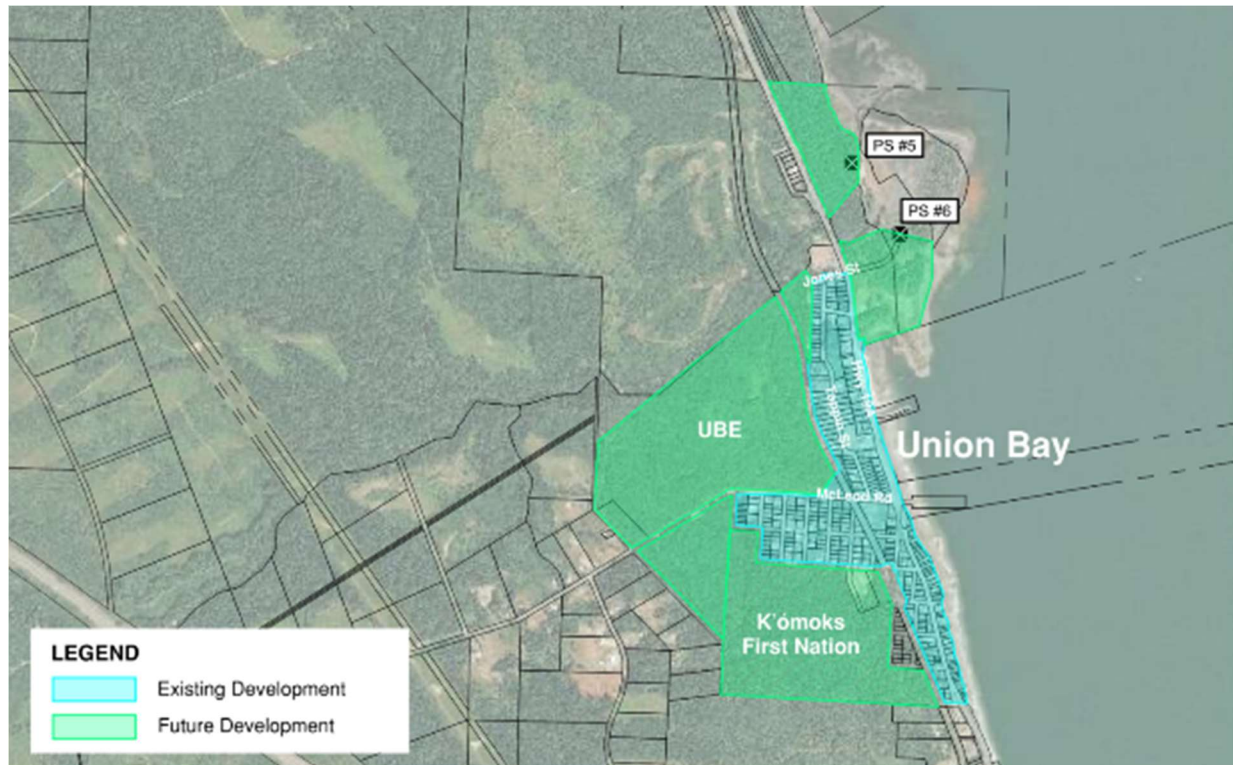 PS #5
PS #6
Jones St
UBE
Union Bay
McLeod Rd
K'ómoks
First Nation
LEGEND
Existing Development
Future Development